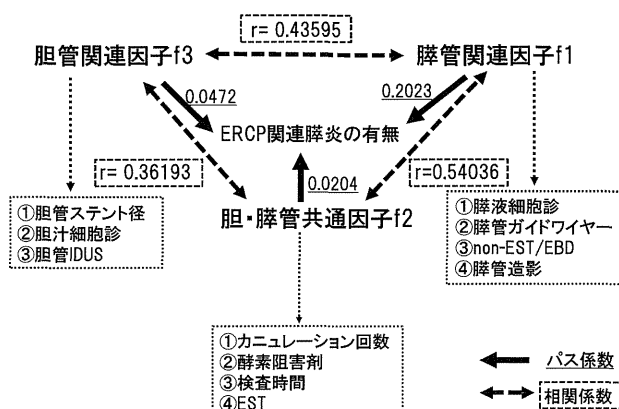 r= 0.43595
胆管関連因子f3
膵管関連因子f1
0.0472
0.2023
ERCP関連膵炎の有無
r= 0.36193
0.0204
r=0.54036
胆・膵管共通因子f2
①胆管ステント径
②胆汁細胞診
③胆管IDUS
①膵液細胞診
②膵管ガイドワイヤー
③non-EST/EBD
④膵管造影
①カニュレーション回数
②酵素阻害剤
③検査時間
④EST
パス係数
相関係数